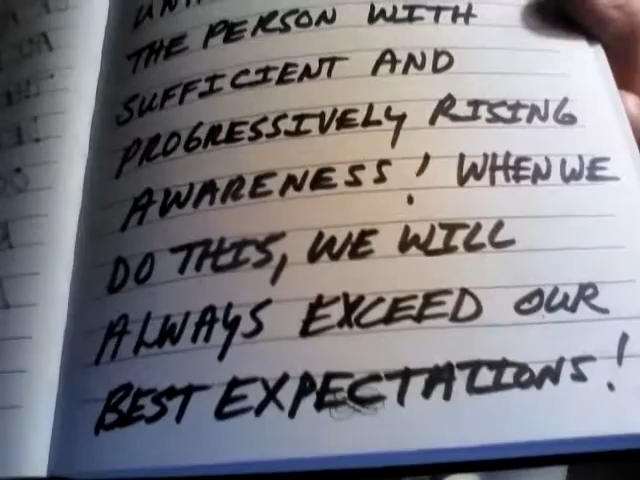 THE PERSON WITH
SUFFICIENT AND
PROGRESSIVELY RISING
AWARENESS! WHEN WE
DO THIS, WE WILL
ALWAYS EXCEED OUR
BEST EXPECTATIONS!